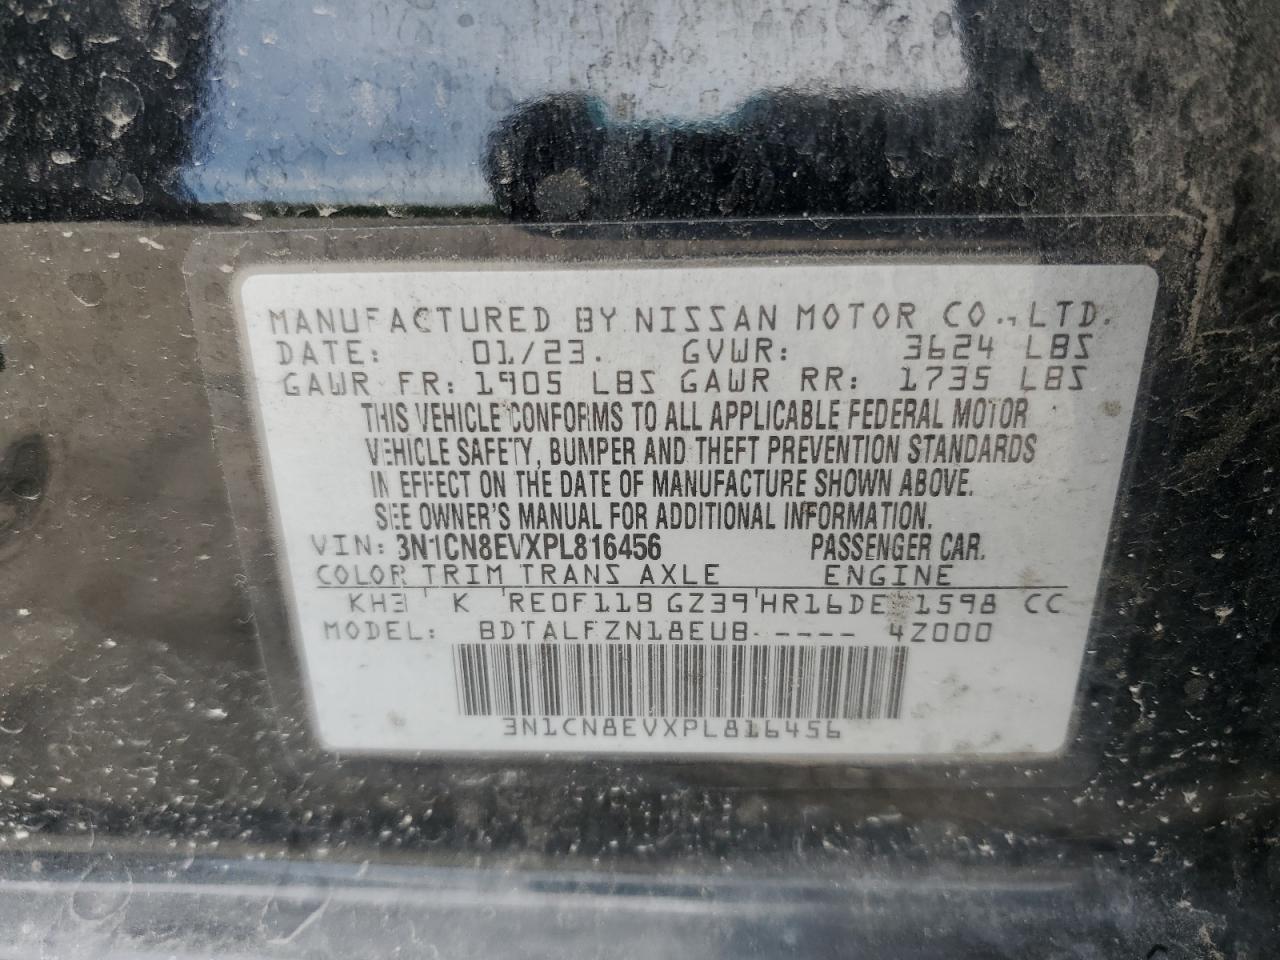 MANUFACTURED BY NISSAN MOTOR CO., LTD.
DATE: 01/23. GVWR: 3624 LBS
GAWR FR: 1905 LBS GAWR RR: 1735 LBS
THIS VEHICLE CONFORMS TO ALL APPLICABLE FEDERAL MOTOR
VEHICLE SAFETY, BUMPER AND THEFT PREVENTION STANDARDS
IN EFFECT ON THE DATE OF MANUFACTURE SHOWN ABOVE.
SEE OWNER'S MANUAL FOR ADDITIONAL INFORMATION.
VIN: 3N1CN8EVXPL816456 PASSENGER CAR.
COLOR TRIM TRANS AXLE ENGINE
KH3 K RE0F11B GZ39 HR16DE 1598 CC
MODEL: BDTALFZN18EUB----- 4Z000
3N1CN8EVXPL816456